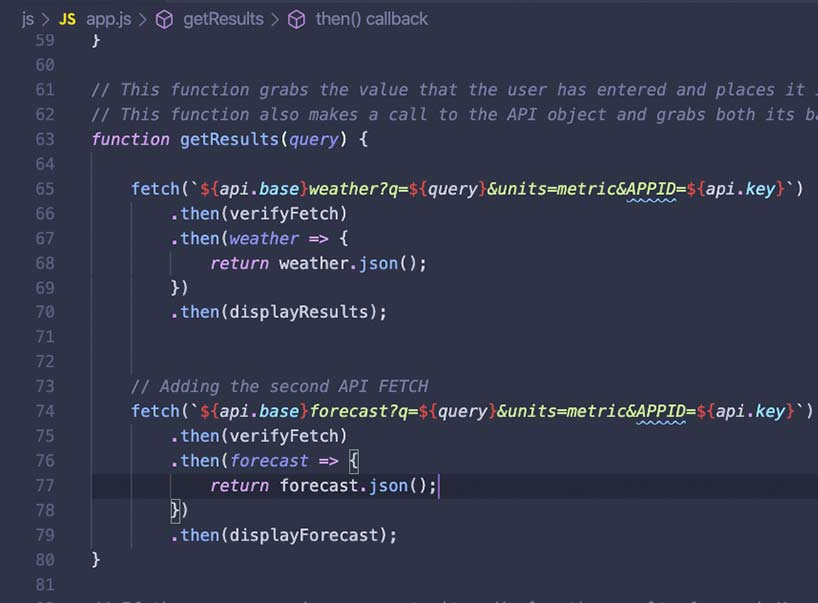 js > JS app.js > getResults > then() callback
59 }
60
61 // This function grabs the value that the user has entered and places it
62 // This function also makes a call to the API object and grabs both its
63 function getResults(query) {
64
65 fetch(`${api.base}weather?q=${query}&units=metric&APPID=${api.key}`)
66 .then(verifyFetch)
67 .then(weather => {
68 return weather.json();
69 })
70 .then(displayResults);
71
72
73 // Adding the second API FETCH
74 fetch(`${api.base}forecast?q=${query}&units=metric&APPID=${api.key}`)
75 .then(verifyFetch)
76 .then(forecast => {
77 return forecast.json();
78 })
79 .then(displayForecast);
80 }
81